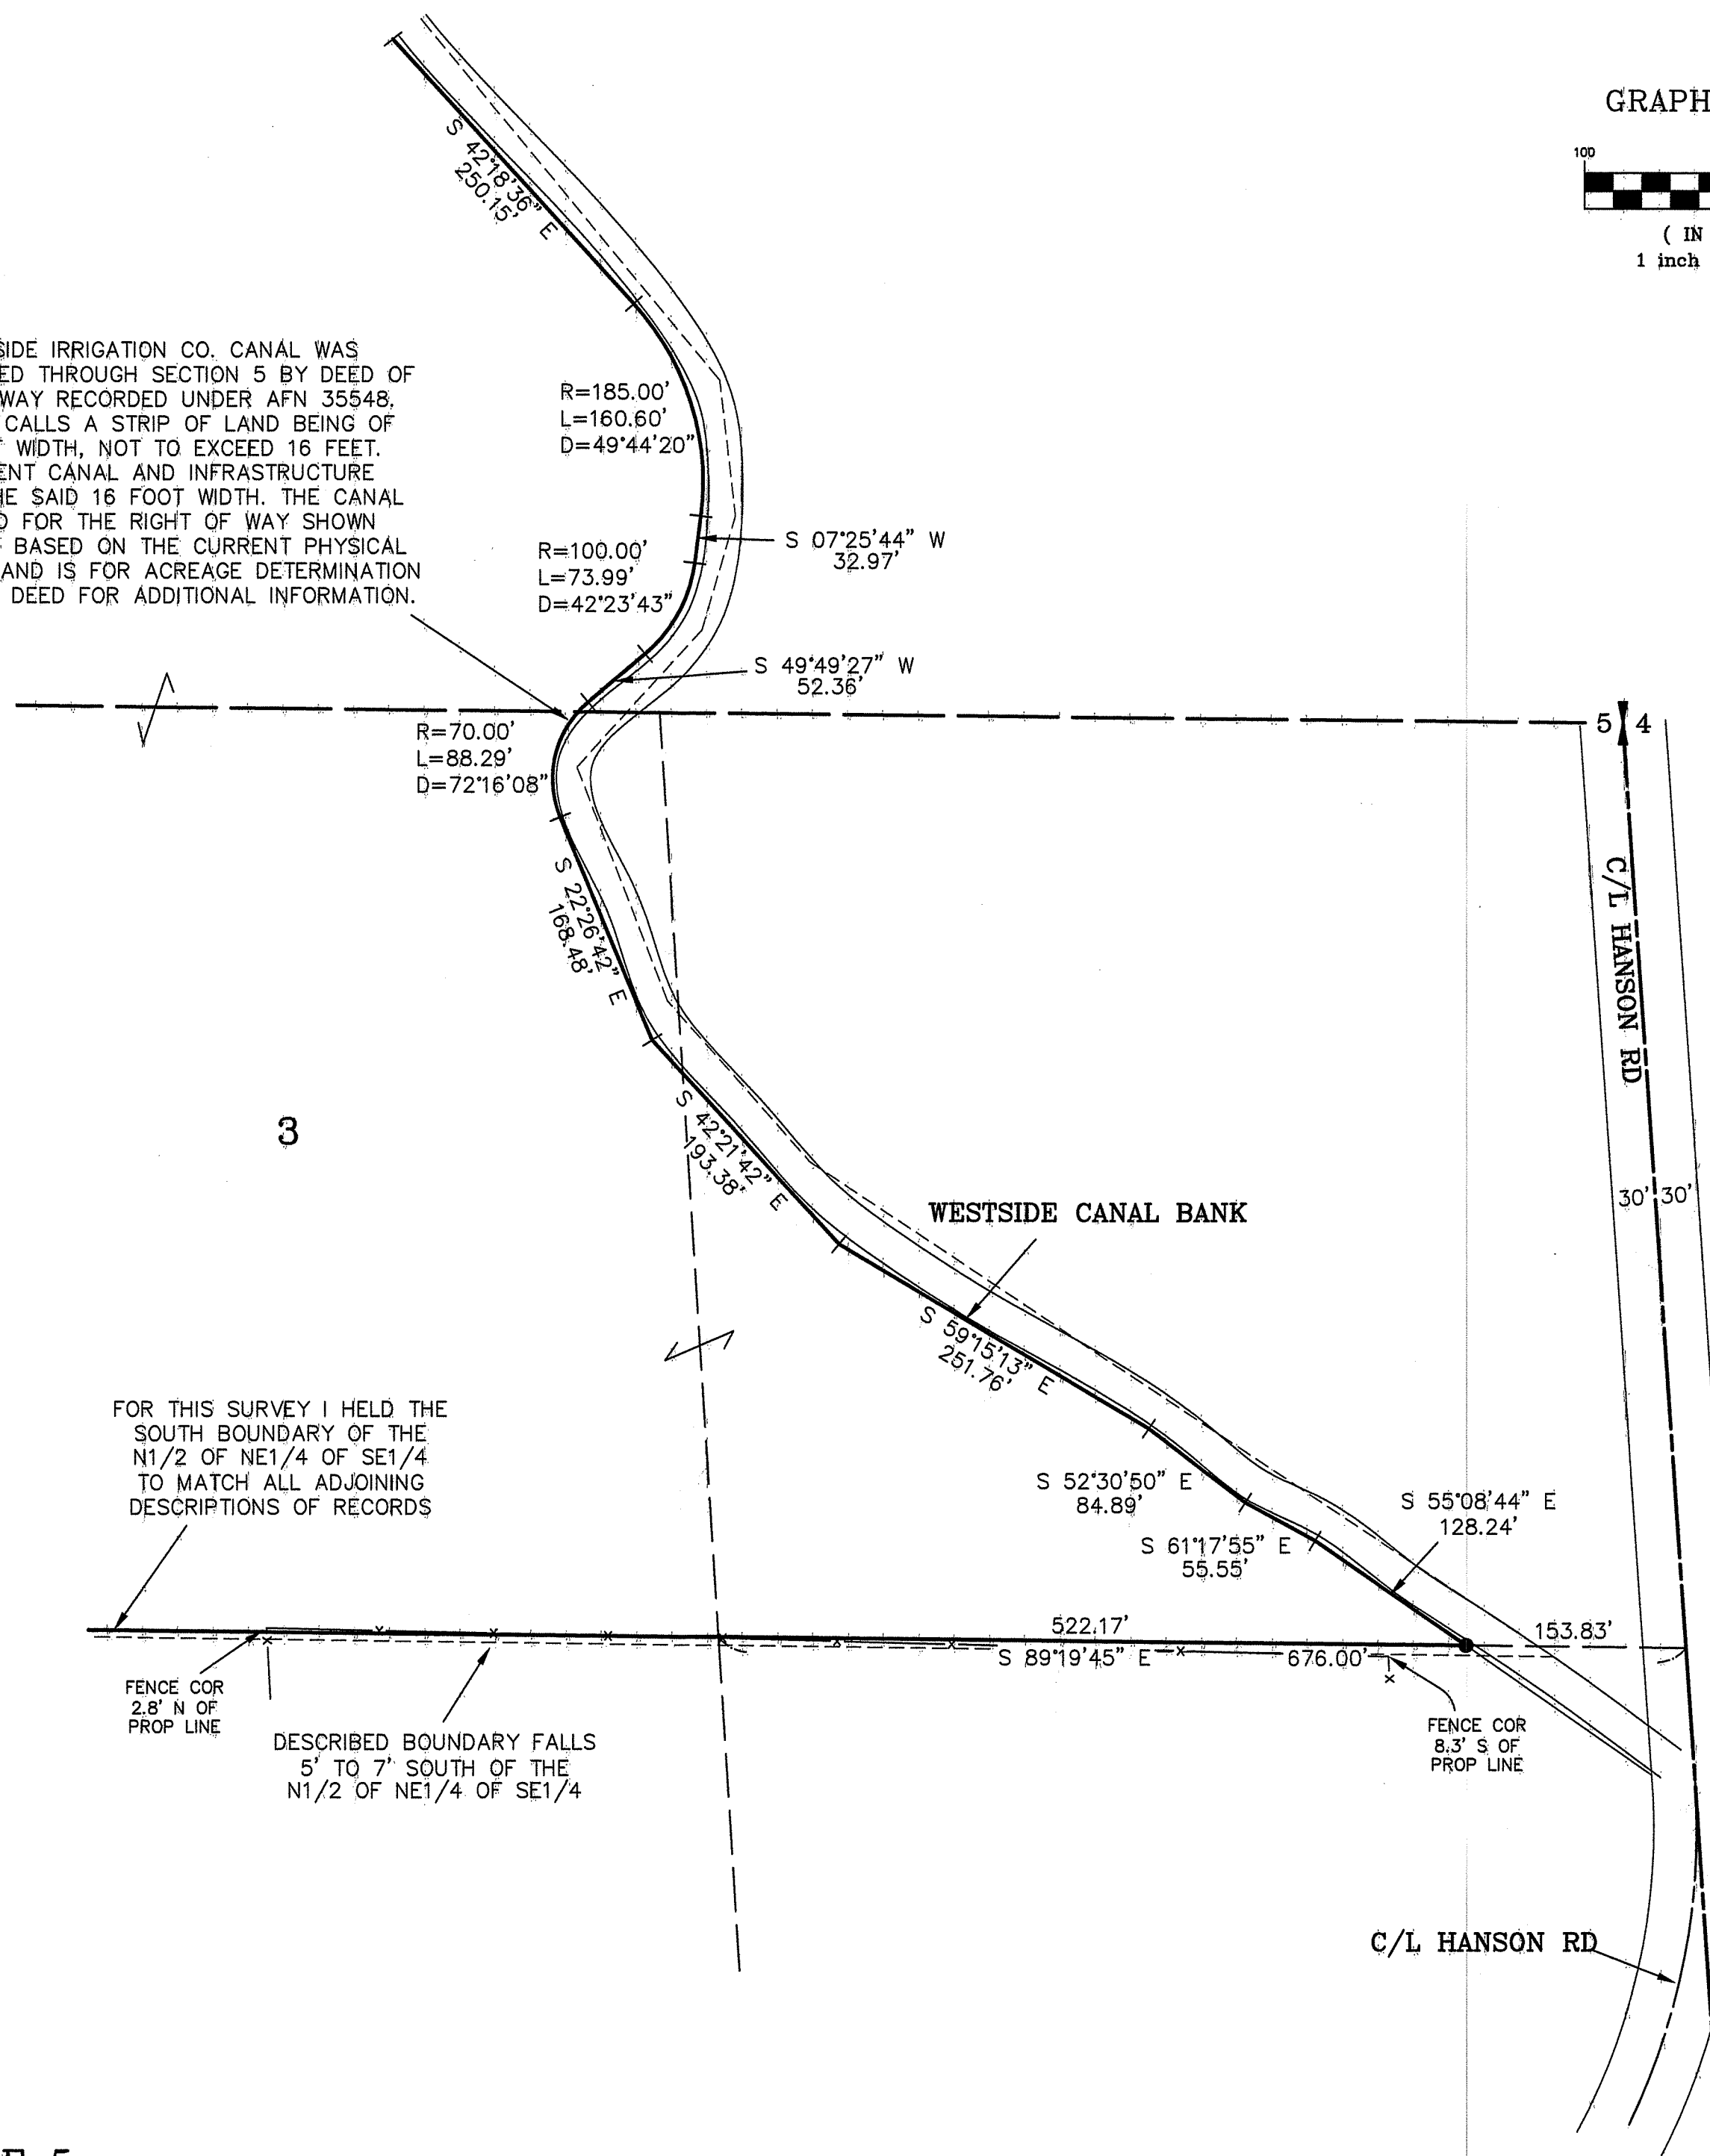 GRAPH
100
( IN
1 inch
S 42°18'36" E
250.15'
SIDE IRRIGATION CO. CANAL WAS
ED THROUGH SECTION 5 BY DEED OF
WAY RECORDED UNDER AFN 35548.
CALLS A STRIP OF LAND BEING OF
WIDTH, NOT TO EXCEED 16 FEET.
ENT CANAL AND INFRASTRUCTURE
HE SAID 16 FOOT WIDTH. THE CANAL
FOR THE RIGHT OF WAY SHOWN
BASED ON THE CURRENT PHYSICAL
AND IS FOR ACREAGE DETERMINATION
DEED FOR ADDITIONAL INFORMATION.
R=185.00'
L=160.60'
D=49°44'20"
S 07°25'44" W
32.97'
R=100.00'
L=73.99'
D=42°23'43"
S 49°49'27" W
52.36'
5 4
R=70.00'
L=88.29'
D=72°16'08"
C/L HANSON RD
S 22°26'42" E
168.48'
3
S 42°21'42" E
193.38'
30' 30'
WESTSIDE CANAL BANK
S 59°15'13" E
251.76'
FOR THIS SURVEY I HELD THE
SOUTH BOUNDARY OF THE
N1/2 OF NE1/4 OF SE1/4
TO MATCH ALL ADJOINING
DESCRIPTIONS OF RECORDS
S 52°30'50" E
84.89'
S 55°08'44" E
128.24'
S 61°17'55" E
55.55'
522.17'
153.83'
S 89°19'45" E
676.00'
FENCE COR
2.8' N OF
PROP LINE
DESCRIBED BOUNDARY FALLS
5' TO 7' SOUTH OF THE
N1/2 OF NE1/4 OF SE1/4
FENCE COR
8.3' S OF
PROP LINE
C/L HANSON RD